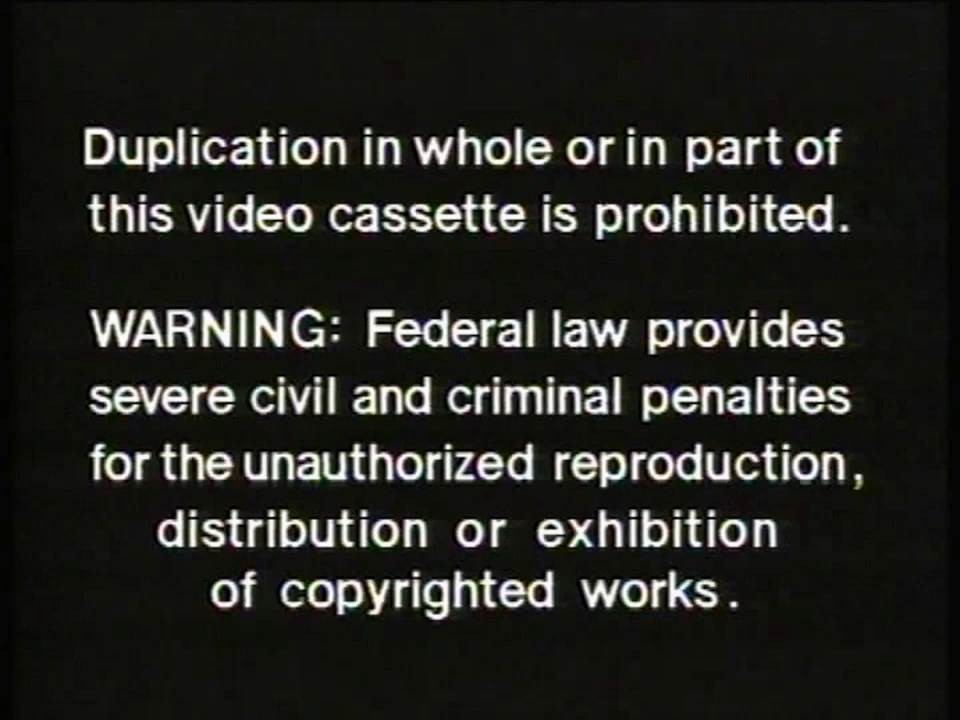 Duplication in whole or in part of
this video cassette is prohibited.
WARNING: Federal law provides
severe civil and criminal penalties
for the unauthorized reproduction,
distribution or exhibition
of copyrighted works.